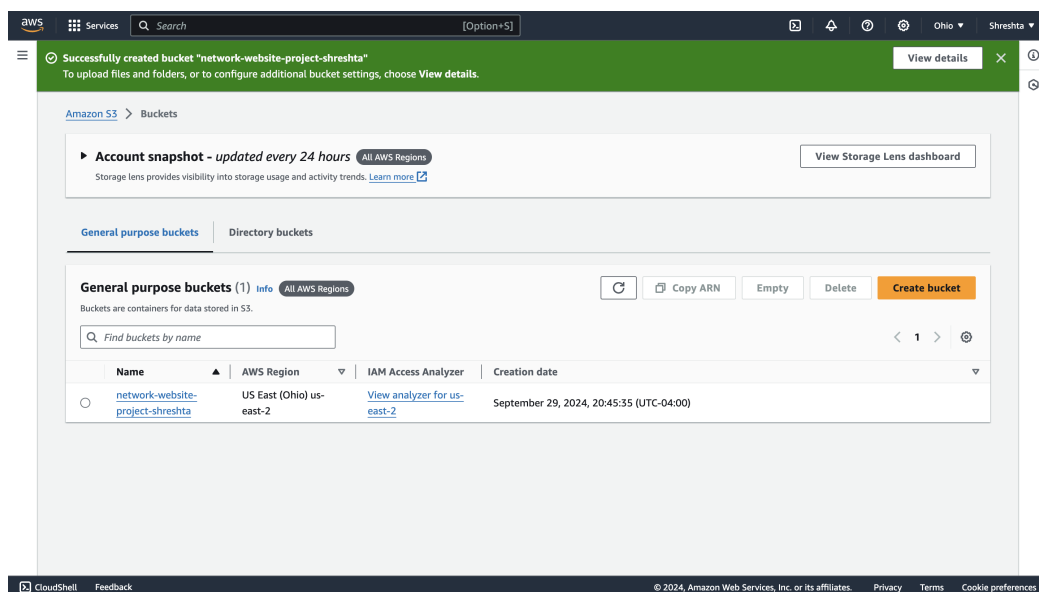 aws Services Search [Option+S] Ohio ▼ Shreshta ▼
Successfully created bucket "network-website-project-shreshta"
To upload files and folders, or to configure additional bucket settings, choose View details.
View details
Amazon S3 > Buckets
Account snapshot - updated every 24 hours All AWS Regions
Storage lens provides visibility into storage usage and activity trends. Learn more
View Storage Lens dashboard
General purpose buckets Directory buckets
General purpose buckets (1) Info All AWS Regions
Buckets are containers for data stored in S3.
Copy ARN Empty Delete Create bucket
Find buckets by name
< 1 >
Name ▲ AWS Region ▽ IAM Access Analyzer Creation date ▽
network-website-project-shreshta US East (Ohio) us-east-2 View analyzer for us-east-2 September 29, 2024, 20:45:35 (UTC-04:00)
CloudShell Feedback © 2024, Amazon Web Services, Inc. or its affiliates. Privacy Terms Cookie preferences